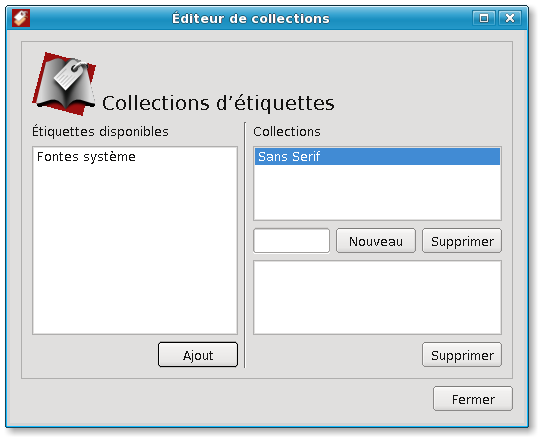 Éditeur de collections
Collections d’étiquettes
Étiquettes disponibles
Fontes système
Ajout
Collections
Sans Serif
Nouveau
Supprimer
Supprimer
Fermer